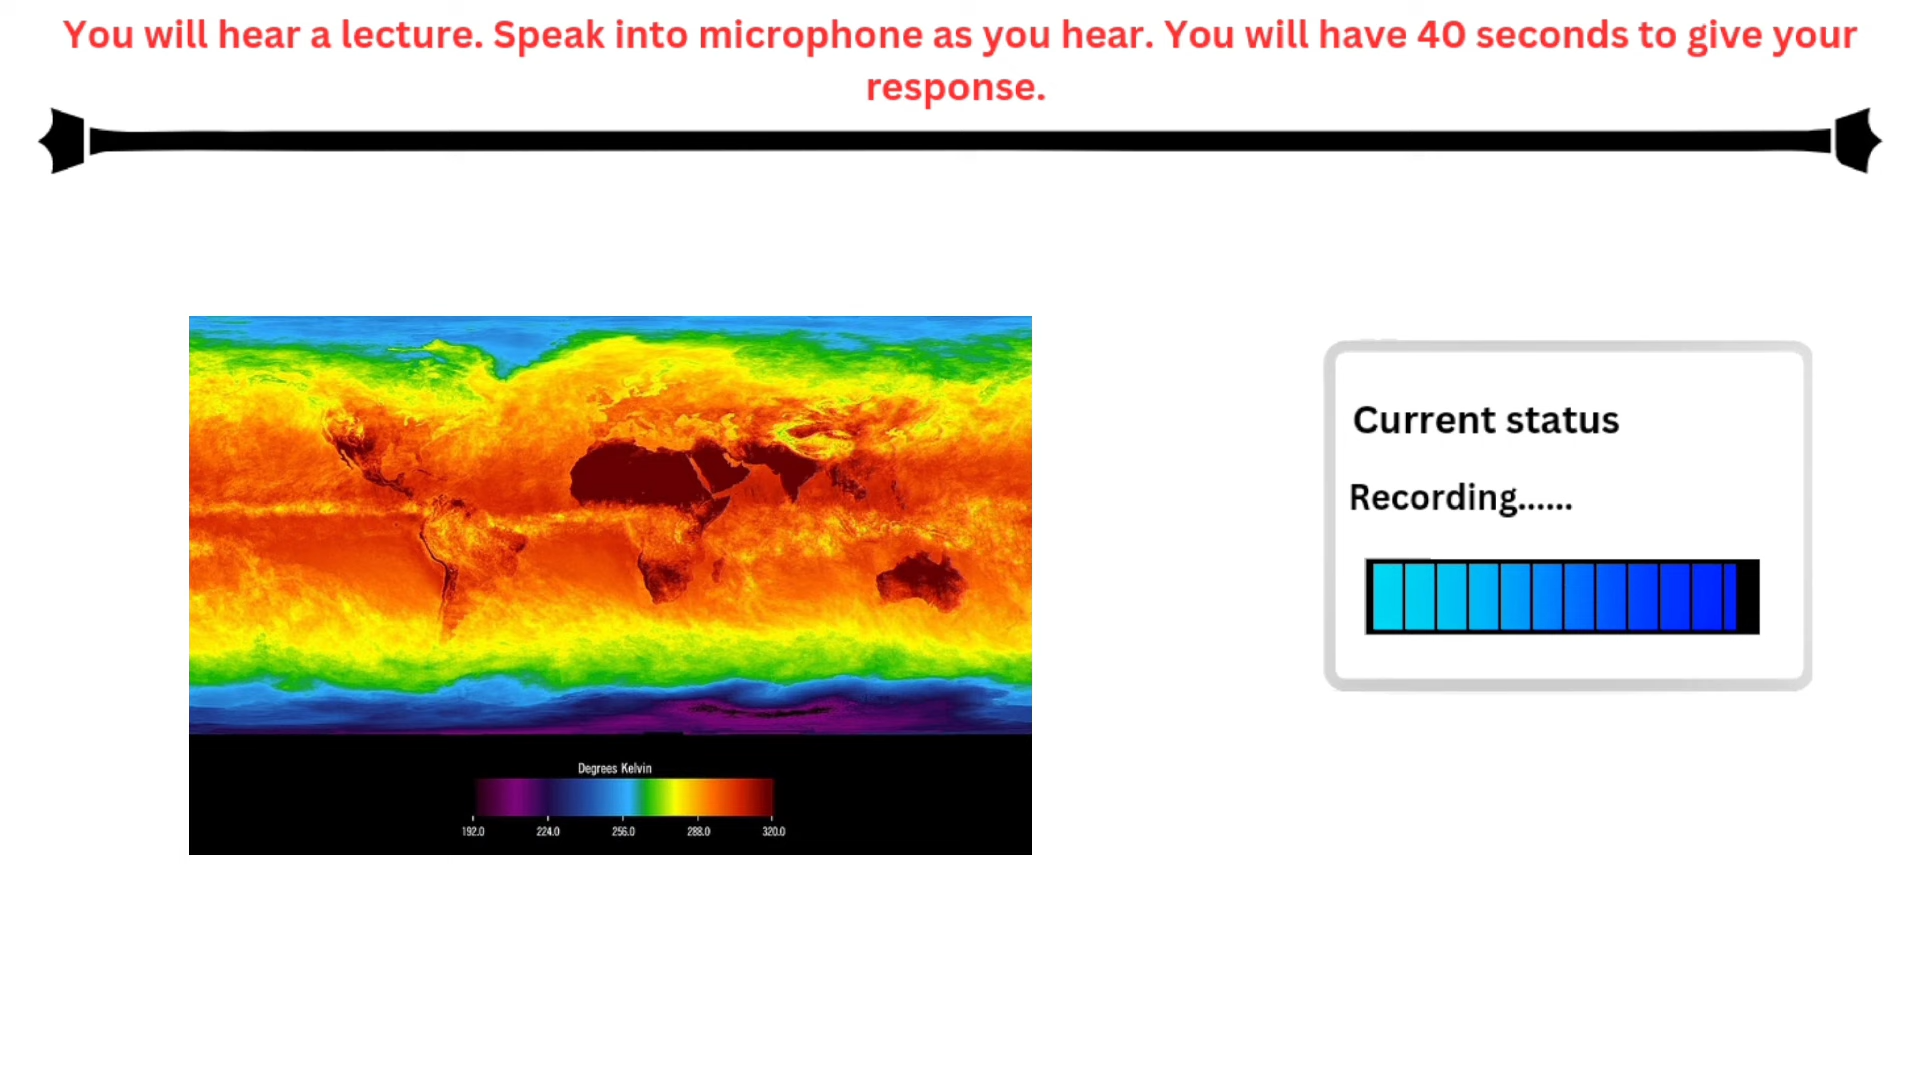 You will hear a lecture. Speak into microphone as you hear. You will have 40 seconds to give your
response.
Current status
Recording......
Degrees Kelvin
192.0 224.0 256.0 288.0 320.0